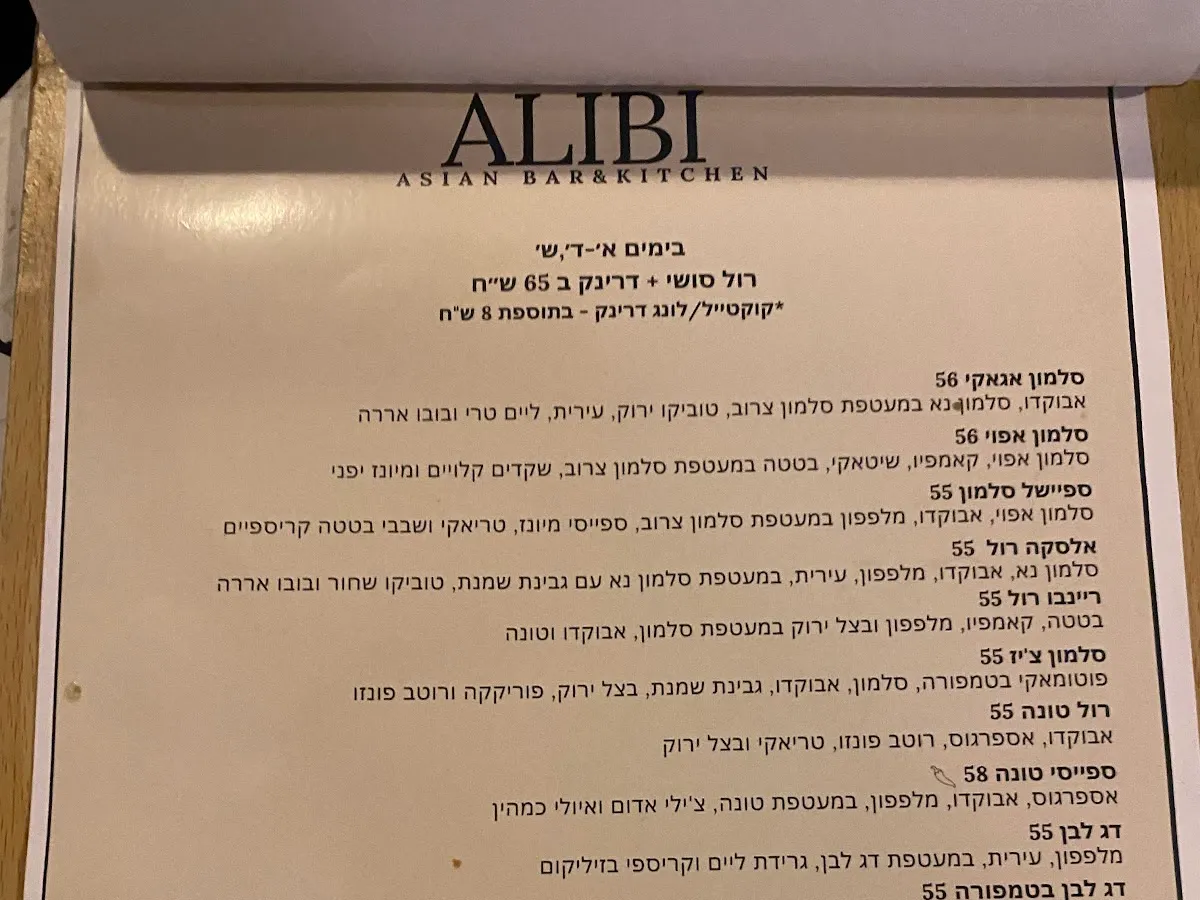 ALIBI
ASIAN BAR&KITCHEN
בימים א׳-ד׳,ש׳
רול סושי + דרינק ב 65 ש״ח
*קוקטייל/לונג דרינק - בתוספת 8 ש"ח
סלמון אגאקי 56
אבוקדו, סלמון נא במעטפת סלמון צרוב, טוביקו ירוק, עירית, ליים טרי ובובו אררה
סלמון אפוי 56
סלמון אפוי, קאמפיו, שיטאקי, בטטה במעטפת סלמון צרוב, שקדים קלויים ומיונז יפני
ספיישל סלמון 55
סלמון אפוי, אבוקדו, מלפפון במעטפת סלמון צרוב, ספייסי מיונז, טריאקי ושבבי בטטה קריספיים
אלסקה רול 55
סלמון נא, אבוקדו, מלפפון, עירית, במעטפת סלמון נא עם גבינת שמנת, טוביקו שחור ובובו אררה
ריינבו רול 55
בטטה, קאמפיו, מלפפון ובצל ירוק במעטפת סלמון, אבוקדו וטונה
סלמון צ'יז 55
פוטומאקי בטמפורה, סלמון, אבוקדו, גבינת שמנת, בצל ירוק, פוריקקה ורוטב פונזו
רול טונה 55
אבוקדו, אספרגוס, רוטב פונזו, טריאקי ובצל ירוק
ספייסי טונה 58
אספרגוס, אבוקדו, מלפפון, במעטפת טונה, צ'ילי אדום ואיולי כמהין
דג לבן 55
מלפפון, עירית, במעטפת דג לבן, גרידת ליים וקריספי בזיליקום
דג לבן בטמפורה 55